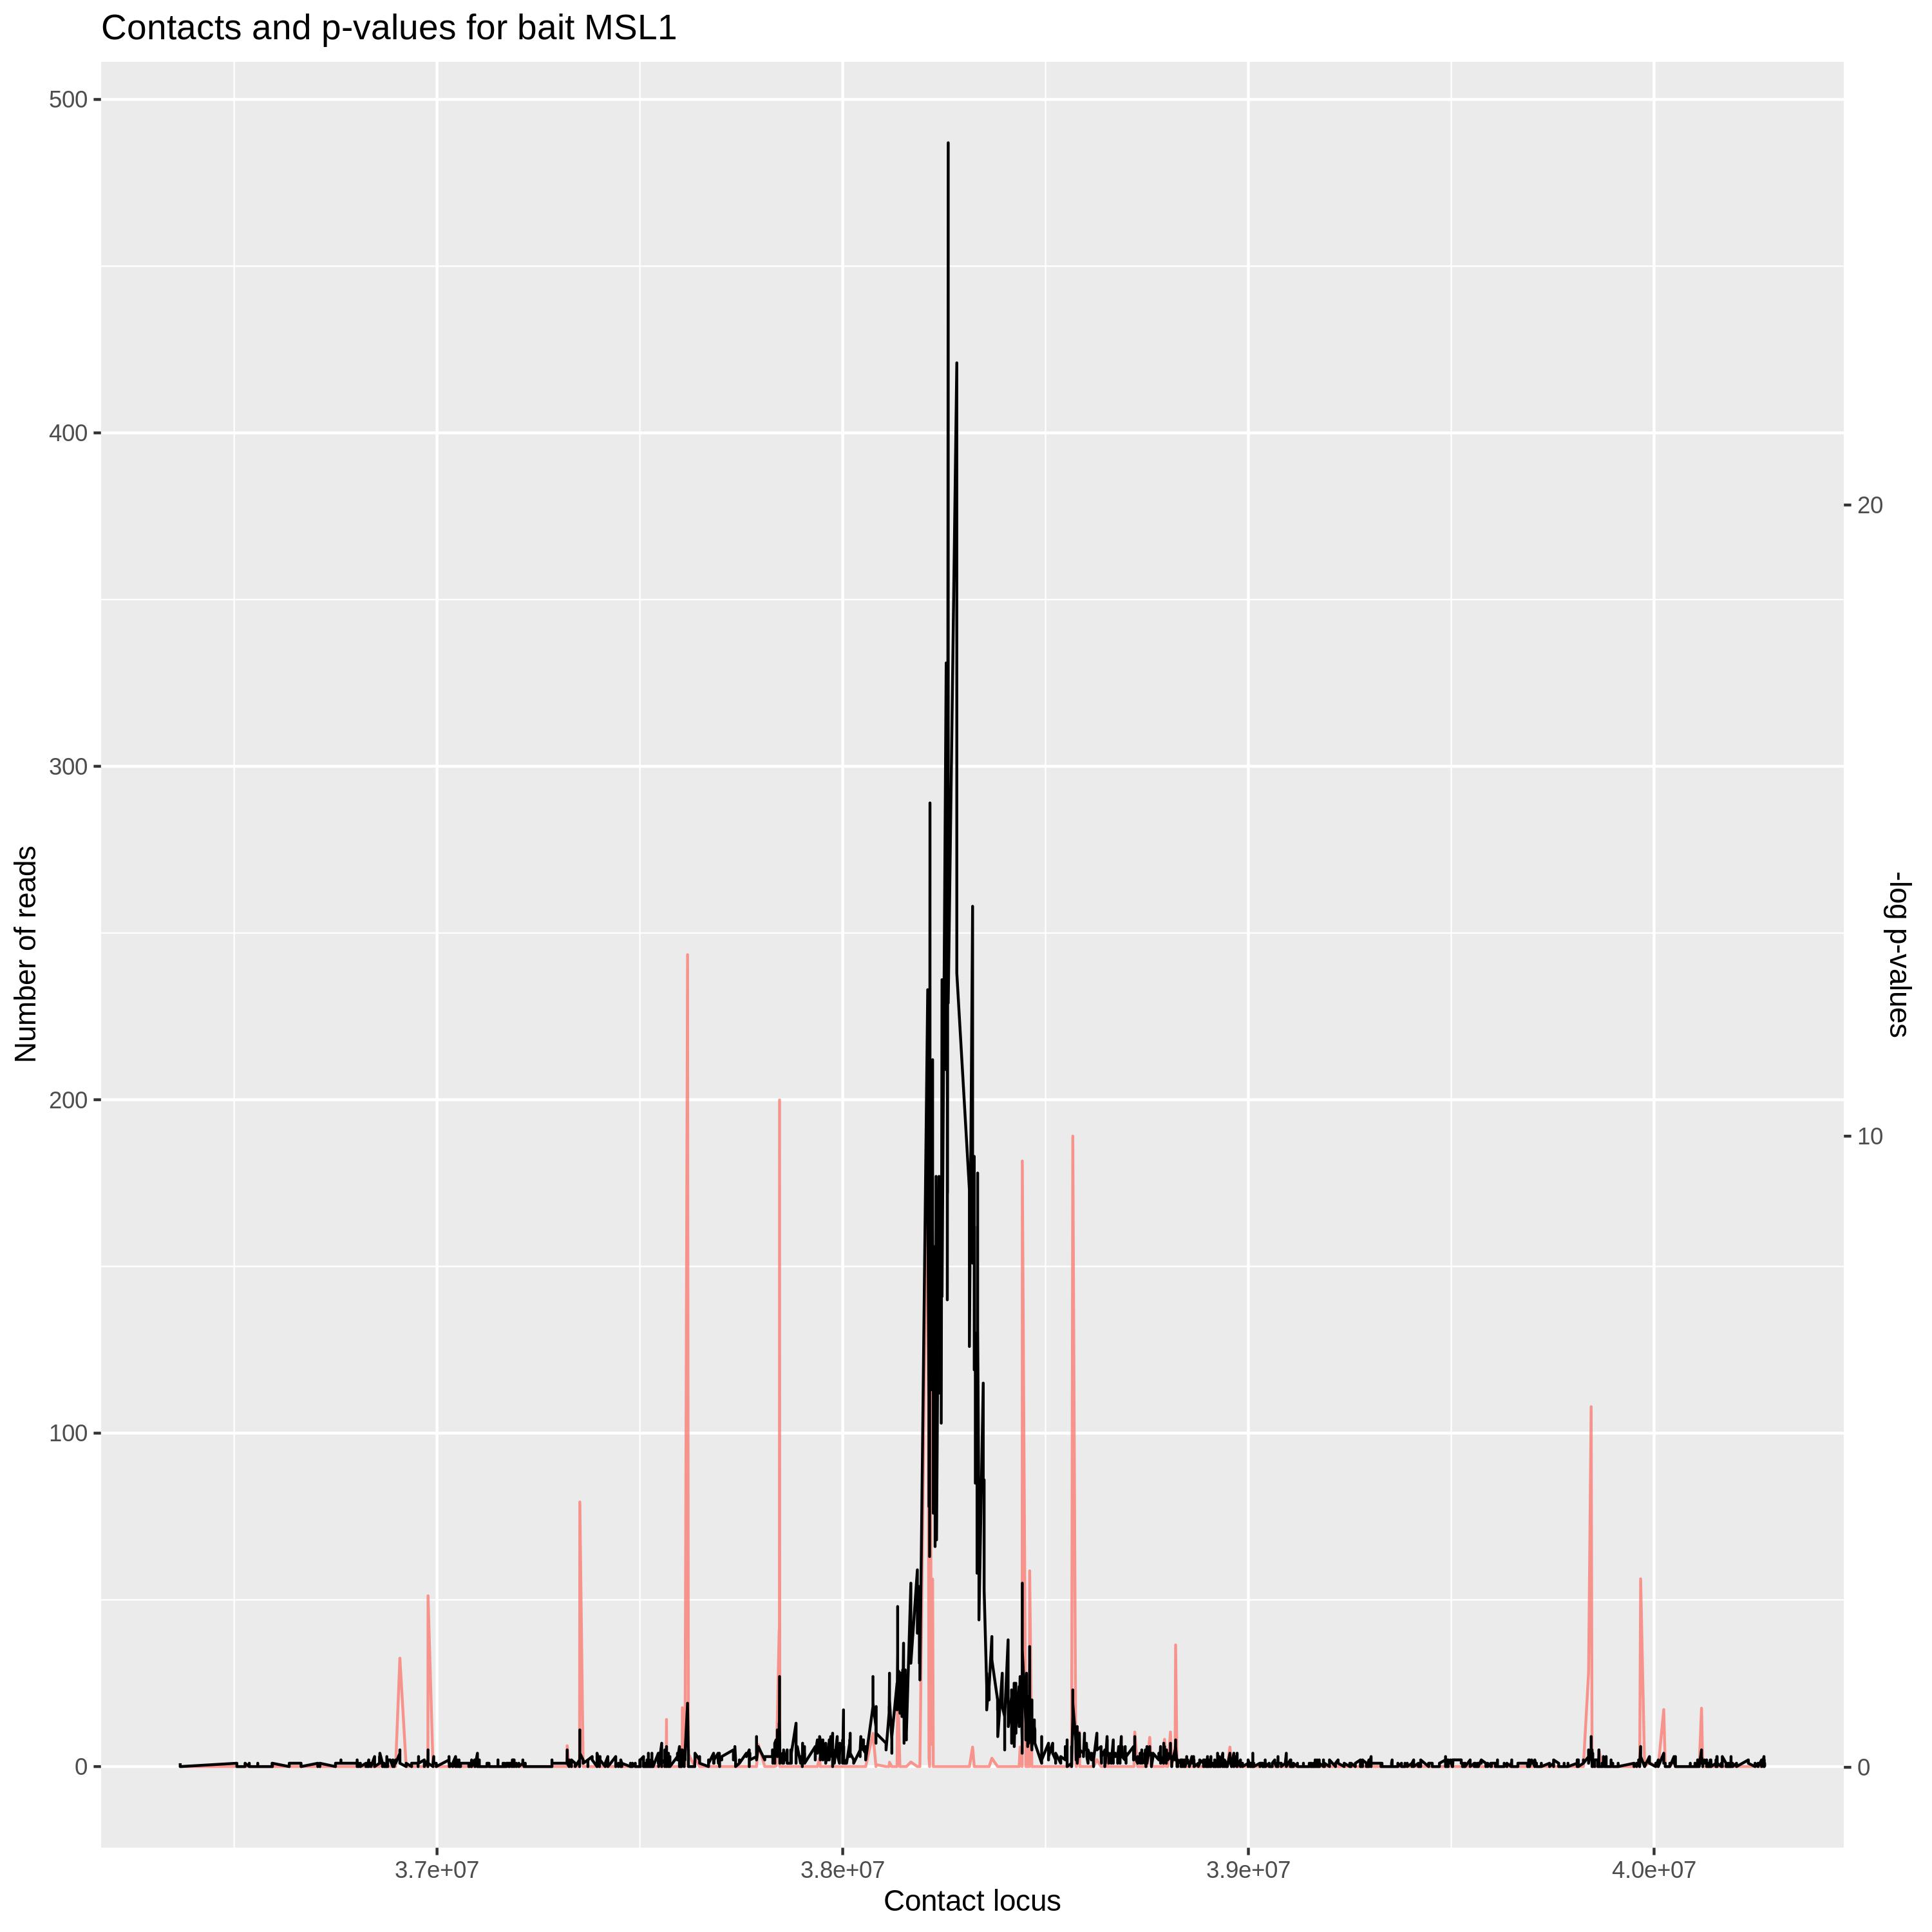 Contacts and p-values for bait MSL1
500
400
300
200
100
0
Number of reads
20
10
0
-log p-values
3.7e+07
3.8e+07
3.9e+07
4.0e+07
Contact locus